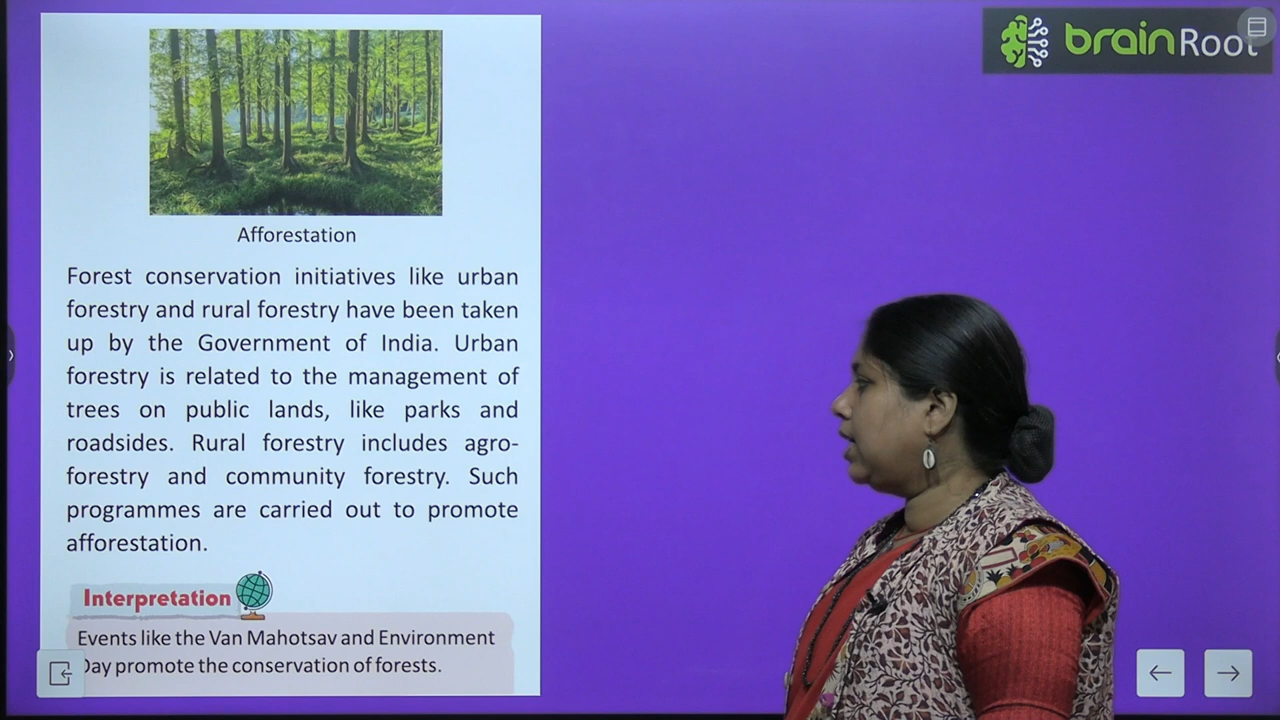 brainRoot
Afforestation
Forest conservation initiatives like urban
forestry and rural forestry have been taken
up by the Government of India. Urban
forestry is related to the management of
trees on public lands, like parks and
roadsides. Rural forestry includes agro-
forestry and community forestry. Such
programmes are carried out to promote
afforestation.
Interpretation
Events like the Van Mahotsav and Environment
Day promote the conservation of forests.